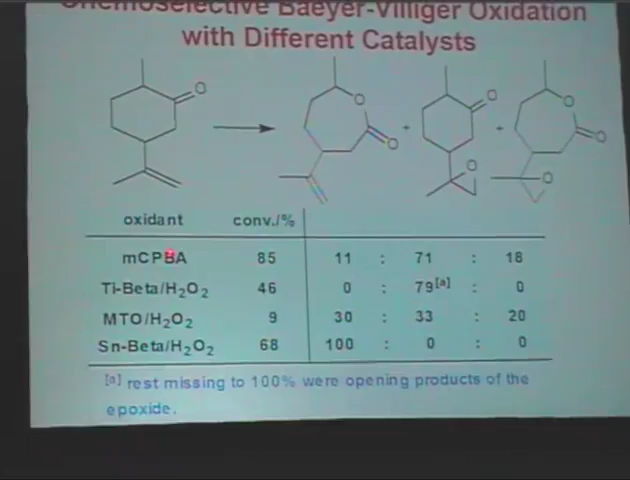 Chemoselective Baeyer-Villiger Oxidation
with Different Catalysts
O O O O
+ +
O O O
oxidant conv./%
mCPBA 85 11 : 71 : 18
Ti-Beta/H₂O₂ 46 0 : 79[a] : 0
MTO/H₂O₂ 9 30 : 33 : 20
Sn-Beta/H₂O₂ 68 100 : 0 : 0
[a] rest missing to 100% were opening products of the
epoxide.